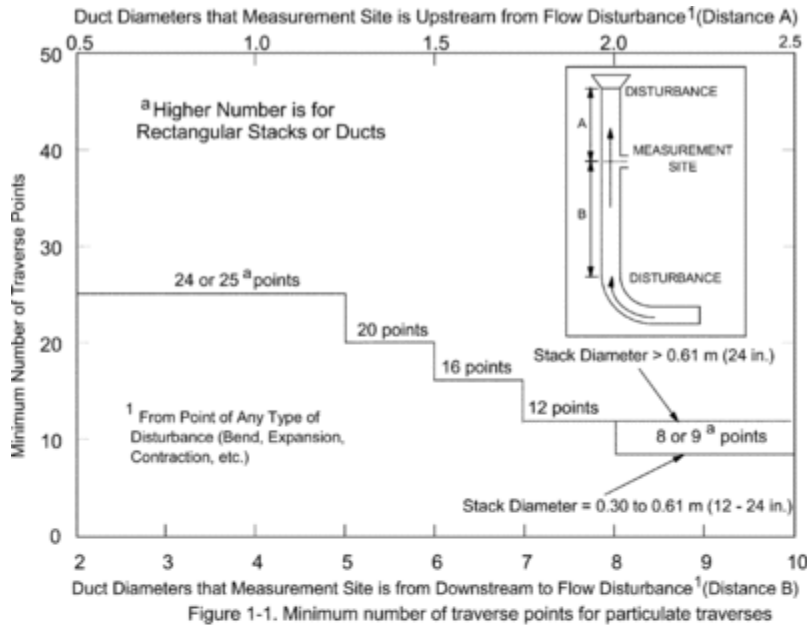 Duct Diameters that Measurement Site is Upstream from Flow Disturbance¹(Distance A)
0.5 1.0 1.5 2.0 2.5
50
40
30
20
10
0
Minimum Number of Traverse Points
ª Higher Number is for
Rectangular Stacks or Ducts
DISTURBANCE
A
MEASUREMENT
SITE
B
DISTURBANCE
24 or 25 ª points
20 points
16 points
12 points
Stack Diameter > 0.61 m (24 in.)
8 or 9 ª points
Stack Diameter = 0.30 to 0.61 m (12 - 24 in.)
¹ From Point of Any Type of
Disturbance (Bend, Expansion,
Contraction, etc.)
2 3 4 5 6 7 8 9 10
Duct Diameters that Measurement Site is from Downstream to Flow Disturbance¹(Distance B)
Figure 1-1. Minimum number of traverse points for particulate traverses